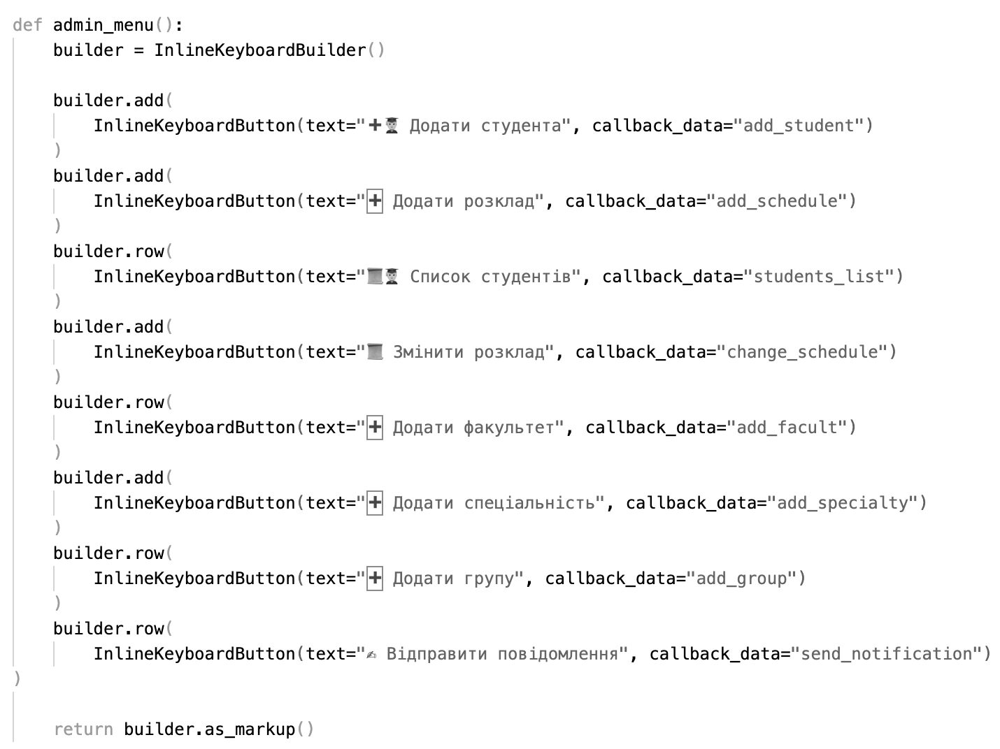 def admin_menu():
    builder = InlineKeyboardBuilder()

    builder.add(
        InlineKeyboardButton(text="➕👨‍🎓 Додати студента", callback_data="add_student")
    )
    builder.add(
        InlineKeyboardButton(text="➕ Додати розклад", callback_data="add_schedule")
    )
    builder.row(
        InlineKeyboardButton(text="📜👨‍🎓 Список студентів", callback_data="students_list")
    )
    builder.add(
        InlineKeyboardButton(text="📜 Змінити розклад", callback_data="change_schedule")
    )
    builder.row(
        InlineKeyboardButton(text="➕ Додати факультет", callback_data="add_facult")
    )
    builder.add(
        InlineKeyboardButton(text="➕ Додати спеціальність", callback_data="add_specialty")
    )
    builder.row(
        InlineKeyboardButton(text="➕ Додати групу", callback_data="add_group")
    )
    builder.row(
        InlineKeyboardButton(text="✍ Відправити повідомлення", callback_data="send_notification")
)

    return builder.as_markup()